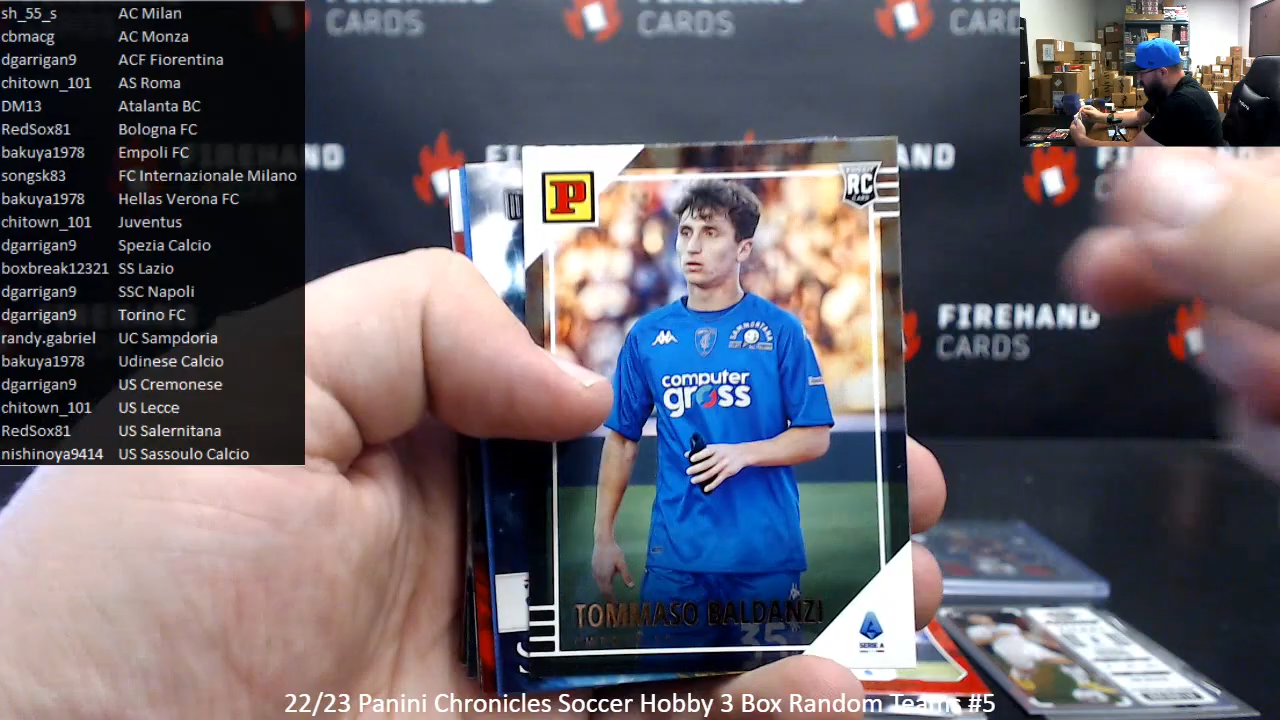 sh_55_s AC Milan
cbmacg AC Monza
dgarrigan9 ACF Fiorentina
chitown_101 AS Roma
DM13 Atalanta BC
RedSox81 Bologna FC
bakuya1978 Empoli FC
songsk83 FC Internazionale Milano
bakuya1978 Hellas Verona FC
chitown_101 Juventus
dgarrigan9 Spezia Calcio
boxbreak12321 SS Lazio
dgarrigan9 SSC Napoli
dgarrigan9 Torino FC
randy.gabriel UC Sampdoria
bakuya1978 Udinese Calcio
dgarrigan9 US Cremonese
chitown_101 US Lecce
RedSox81 US Salernitana
nishinoya9414 US Sassoulo Calcio
CARDS
CARDS
FIREHAND
CARDS
P
RC
computer
gross
TOMMASO BALDANZI
35
SERIE A
22/23 Panini Chronicles Soccer Hobby 3 Box Random Teams #5